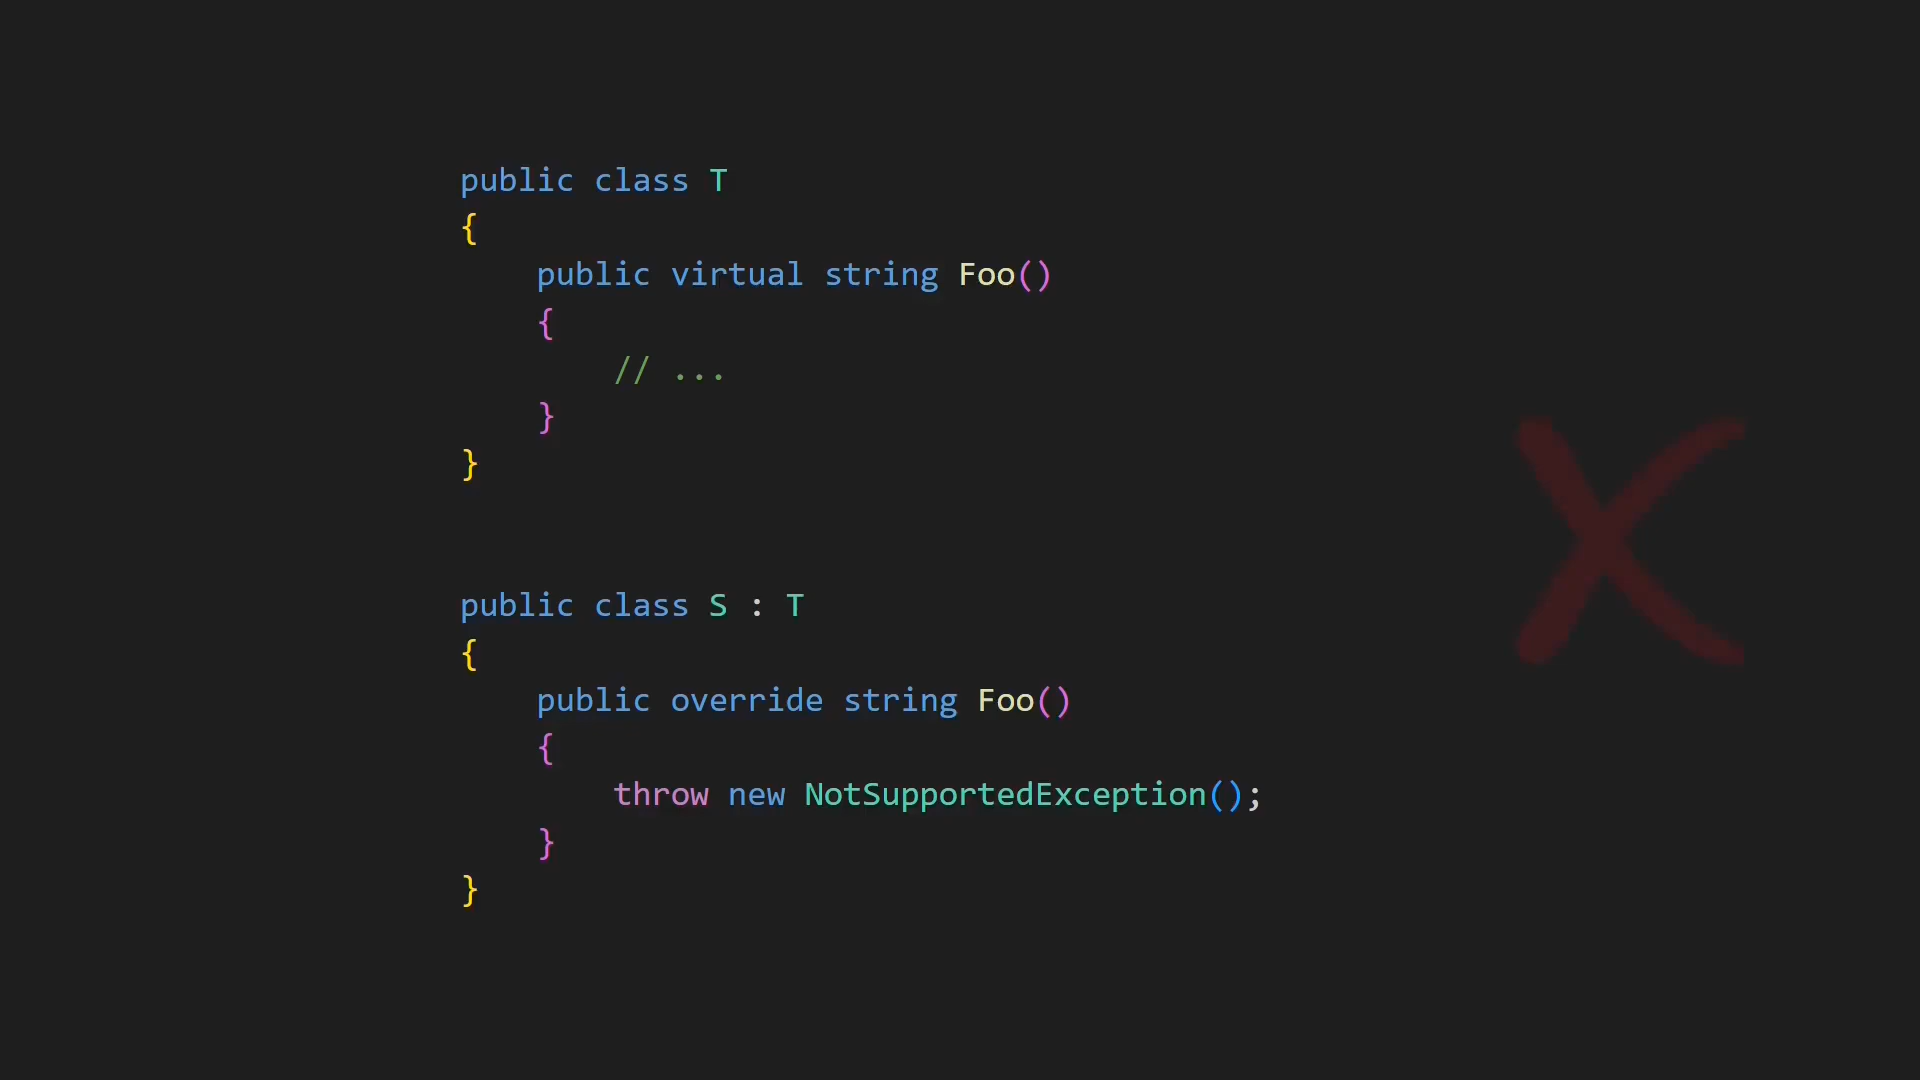 public class T
{
    public virtual string Foo()
    {
        // ...
    }
}
public class S : T
{
    public override string Foo()
    {
        throw new NotSupportedException();
    }
}